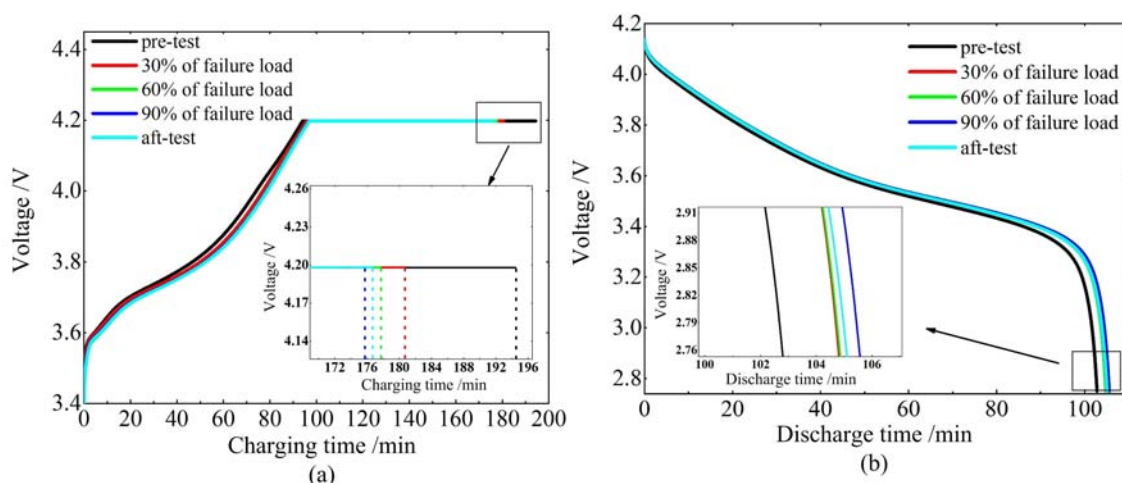 4.4
4.2
4.0
3.8
3.6
3.4
Voltage /V
pre-test
30% of failure load
60% of failure load
90% of failure load
aft-test
4.26
4.23
4.20
4.17
4.14
Voltage /V
172 176 180 184 188 192 196
Charging time /min
0 20 40 60 80 100 120 140 160 180 200
Charging time /min
(a)
4.2
4.0
3.8
3.6
3.4
3.2
3.0
2.8
Voltage /V
pre-test
30% of failure load
60% of failure load
90% of failure load
aft-test
2.91
2.88
2.85
2.82
2.79
2.76
Voltage /V
100 102 104 106
Discharge time /min
0 20 40 60 80 100
Discharge time /min
(b)